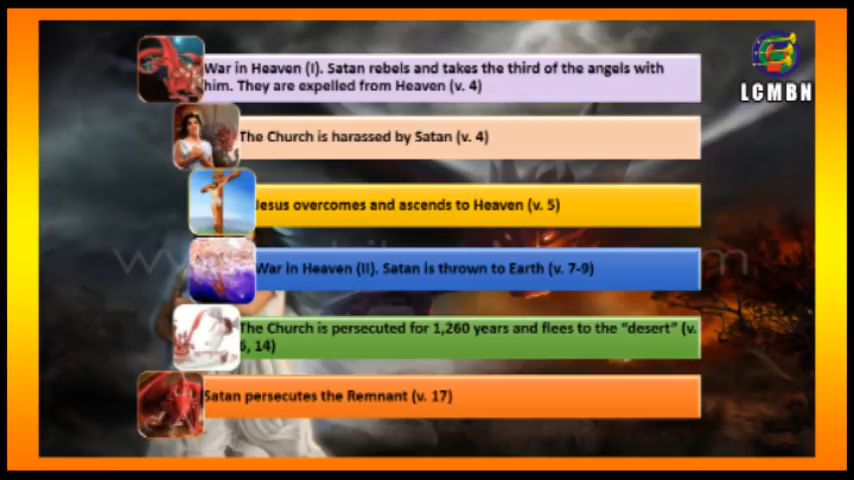 War in Heaven (I). Satan rebels and takes the third of the angels with
him. They are expelled from Heaven (v. 4)
LCMBN
The Church is harassed by Satan (v. 4)
Jesus overcomes and ascends to Heaven (v. 5)
War in Heaven (II). Satan is thrown to Earth (v. 7-9)
The Church is persecuted for 1,260 years and flees to the “desert” (v.
6, 14)
Satan persecutes the Remnant (v. 17)